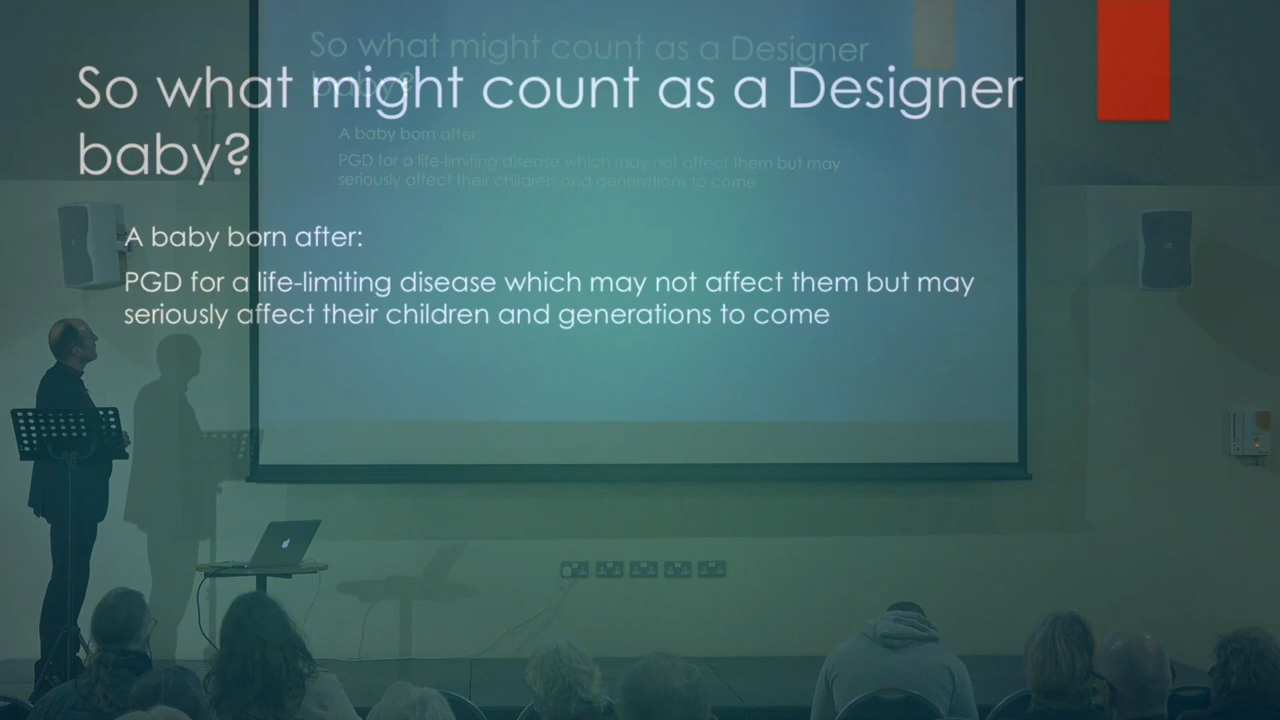 So what might count as a Designer
baby?
A baby born after:
PGD for a life-limiting disease which may not affect them but may
seriously affect their children and generations to come
So what might count as a Designer
baby?
A baby born after:
PGD for a life-limiting disease which may not affect them but may
seriously affect their children and generations to come